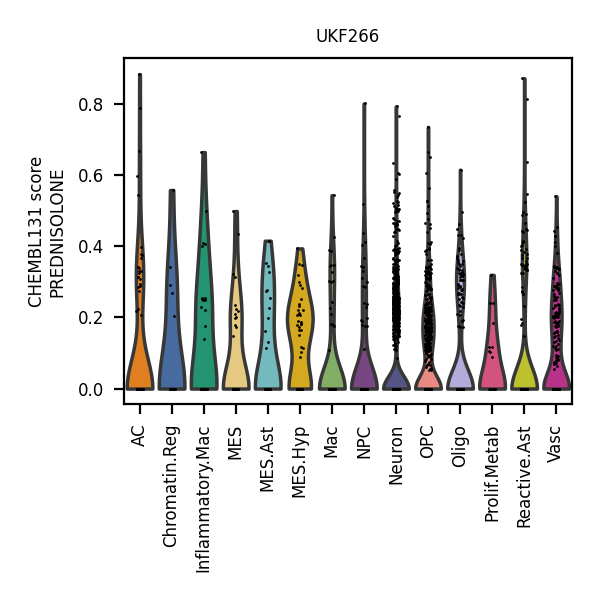 UKF266
CHEMBL131 score
PREDNISOLONE
0.8
0.6
0.4
0.2
0.0
AC
Chromatin.Reg
Inflammatory.Mac
MES
MES.Ast
MES.Hyp
Mac
NPC
Neuron
OPC
Oligo
Prolif.Metab
Reactive.Ast
Vasc